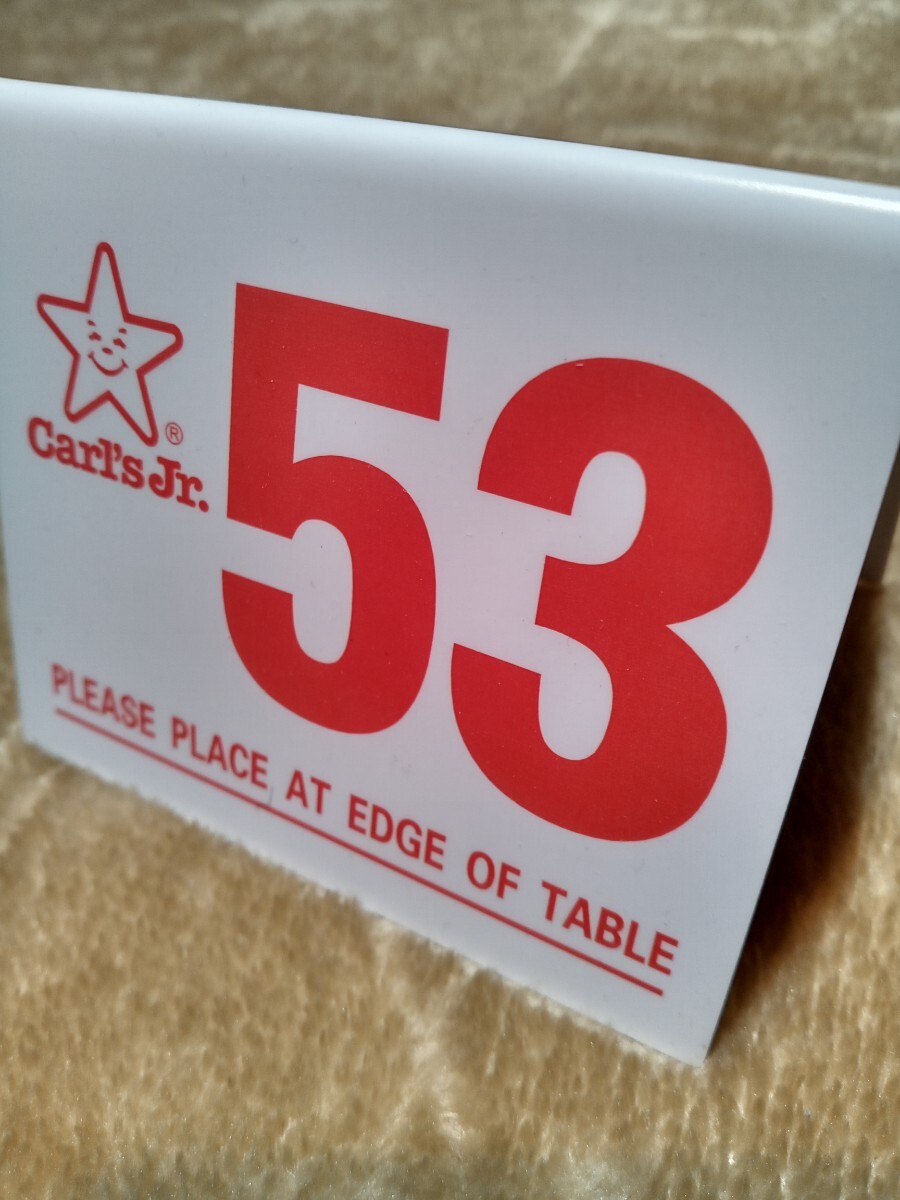 53
®
Carl's Jr.
PLEASE PLACE AT EDGE OF TABLE